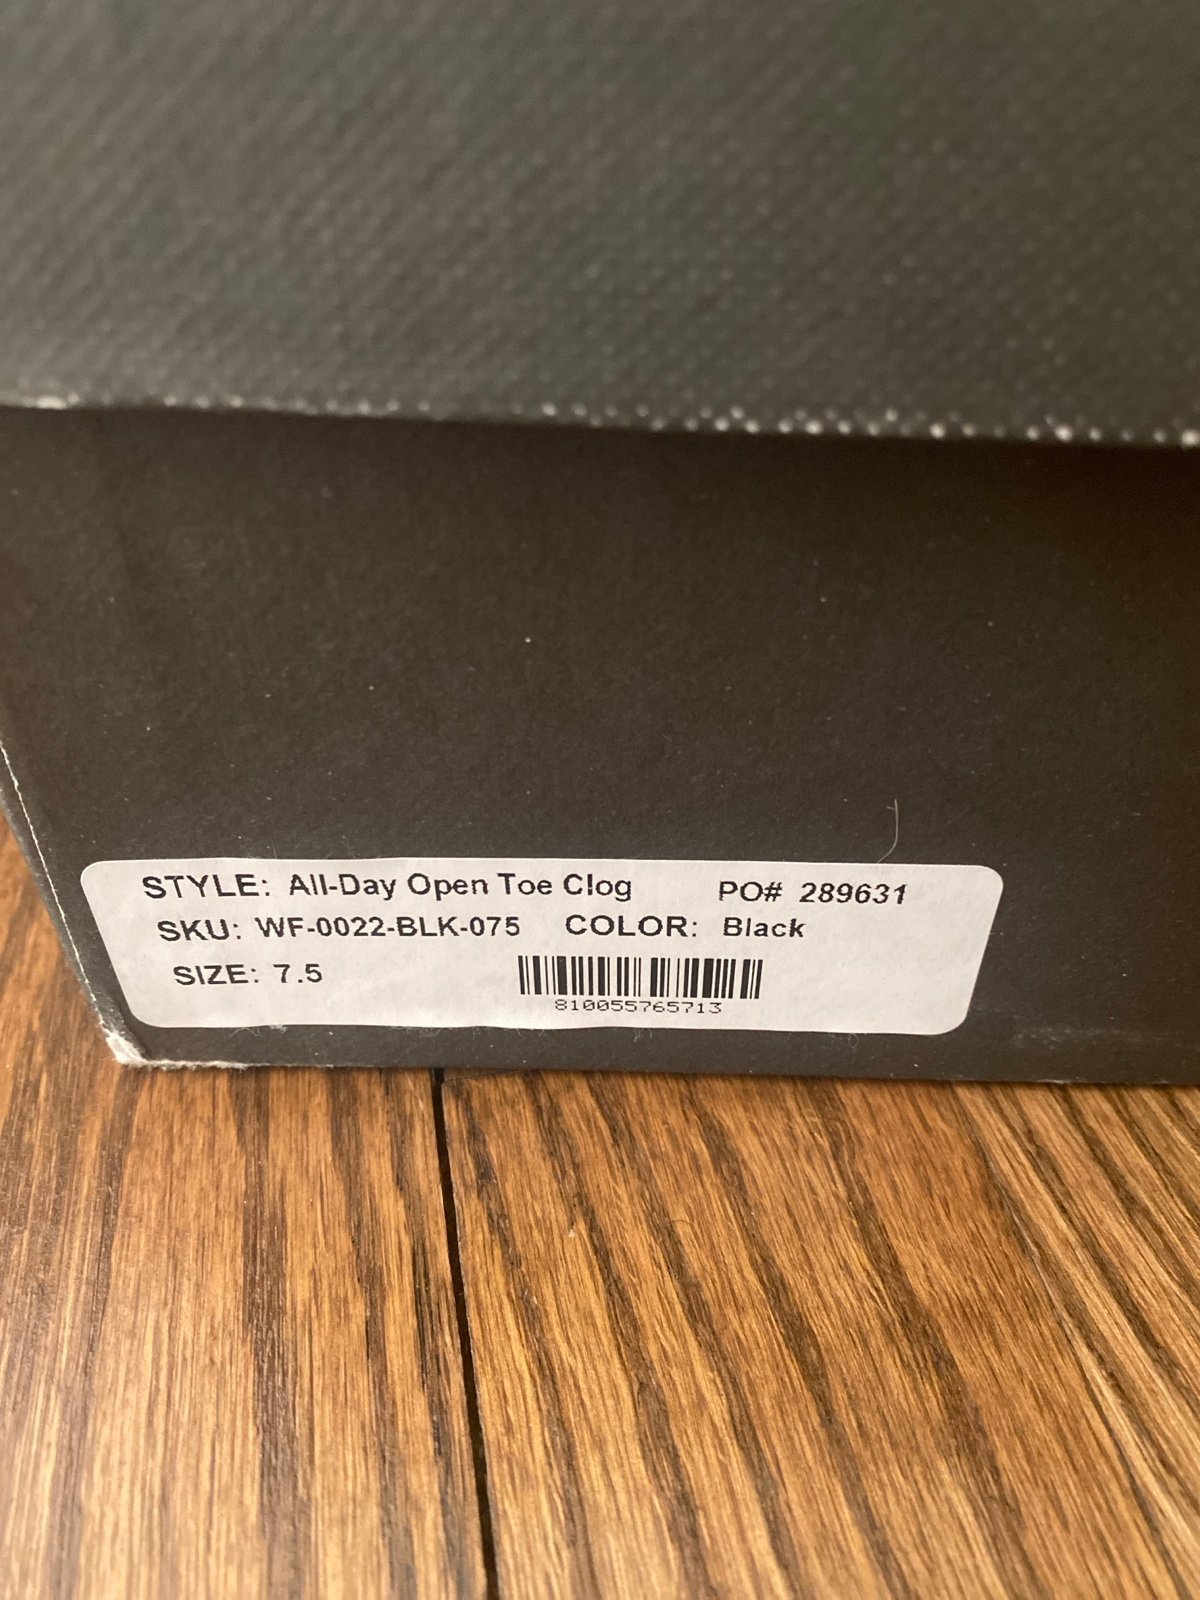 STYLE: All-Day Open Toe Clog PO# 289631
SKU: WF-0022-BLK-075 COLOR: Black
SIZE: 7.5
810055765713